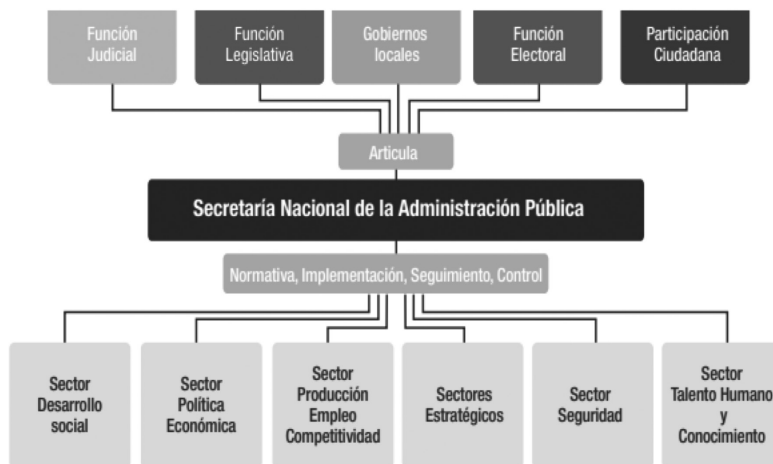 Función
Judicial
Función
Legislativa
Gobiernos
locales
Función
Electoral
Participación
Ciudadana
Articula
Secretaría Nacional de la Administración Pública
Normativa, Implementación, Seguimiento, Control
Sector
Desarrollo
social
Sector
Política
Económica
Sector
Producción
Empleo
Competitividad
Sectores
Estratégicos
Sector
Seguridad
Sector
Talento Humano
y
Conocimiento